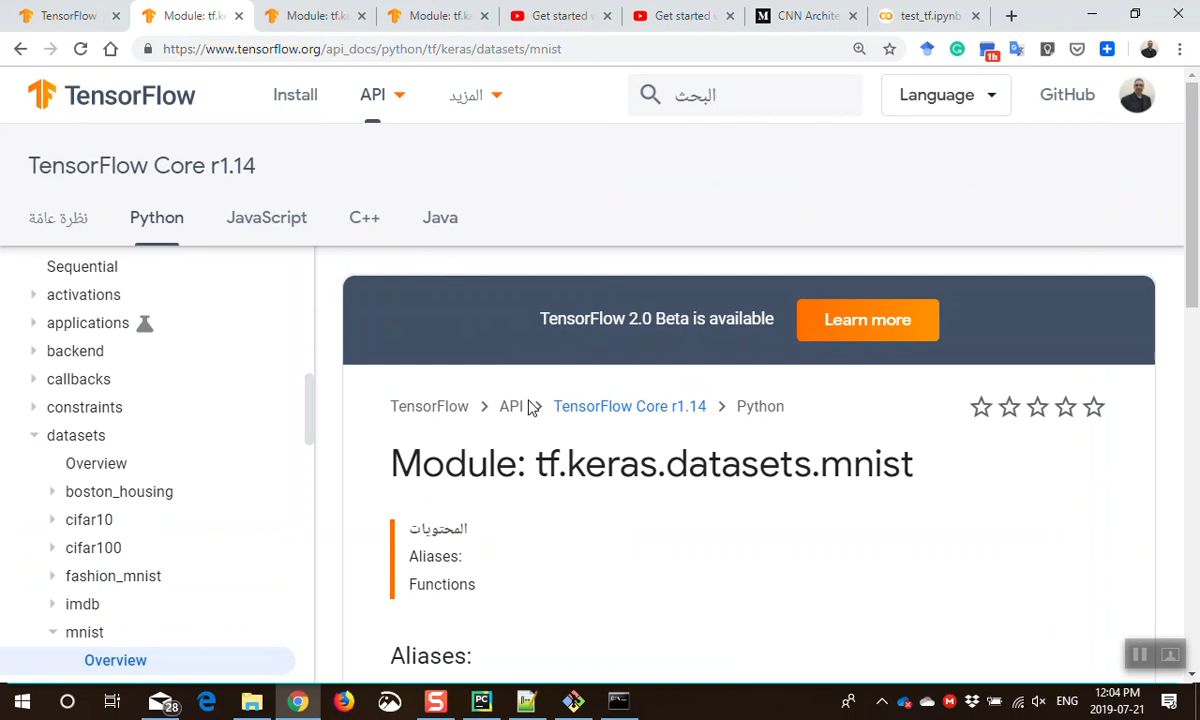 TensorFlow
Module: tf.ke
Module: tf.ke
Module: tf.ke
Get started
Get started
CNN Archite
test_tf.ipynb
https://www.tensorflow.org/api_docs/python/tf/keras/datasets/mnist
1h
TensorFlow
Install
API
المزيد
البحث
Language
GitHub
TensorFlow Core r1.14
نظرة عامّة
Python
JavaScript
C++
Java
Sequential
activations
applications
backend
callbacks
constraints
datasets
Overview
boston_housing
cifar10
cifar100
fashion_mnist
imdb
mnist
Overview
TensorFlow 2.0 Beta is available
Learn more
TensorFlow > API > TensorFlow Core r1.14 > Python
Module: tf.keras.datasets.mnist
المحتويات
Aliases:
Functions
Aliases:
28
ENG
12:04 PM
2019-07-21